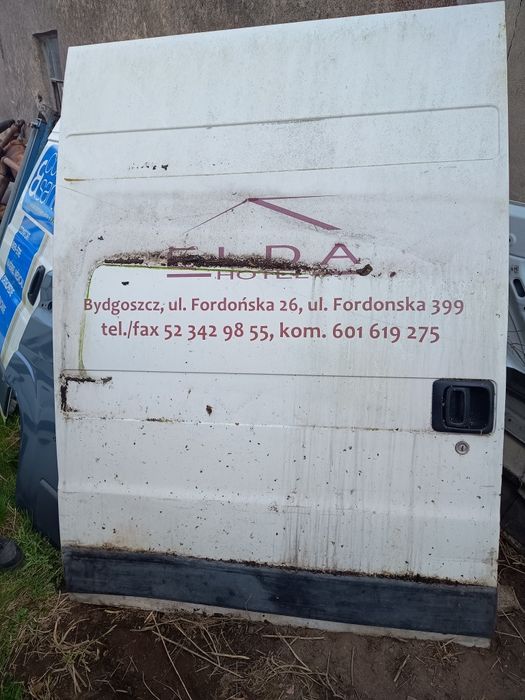 ELDA
HOTEL
Bydgoszcz, ul. Fordońska 26, ul. Fordonska 399
tel./fax 52 342 98 55, kom. 601 619 275